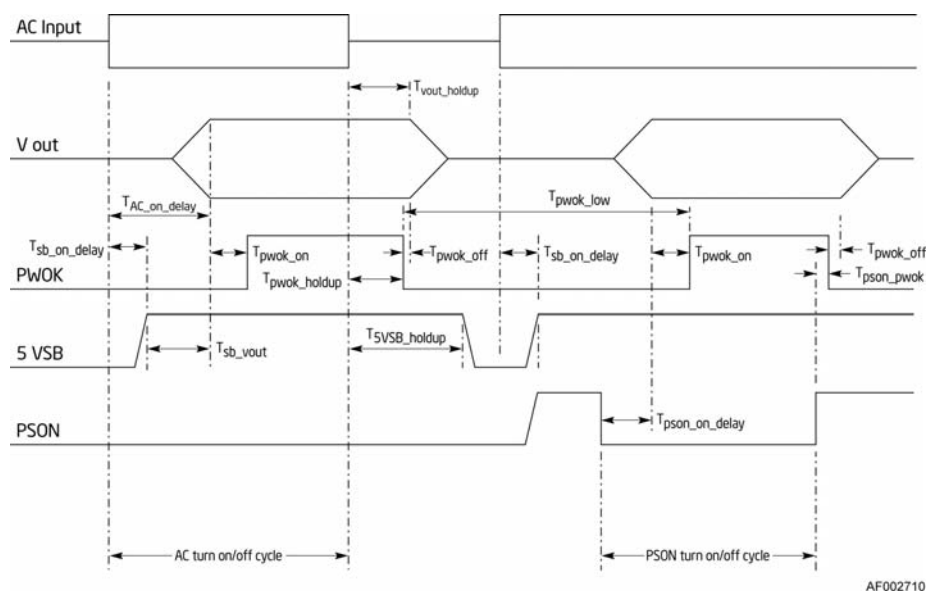 AC Input
Tvout_holdup
V out
TAC_on_delay
Tpwok_low
Tsb_on_delay
Tpwok_on
Tpwok_off
Tsb_on_delay
Tpwok_on
Tpwok_off
PWOK
Tpwok_holdup
Tpson_pwok
5 VSB
Tsb_vout
T5VSB_holdup
PSON
Tpson_on_delay
AC turn on/off cycle
PSON turn on/off cycle
AF002710